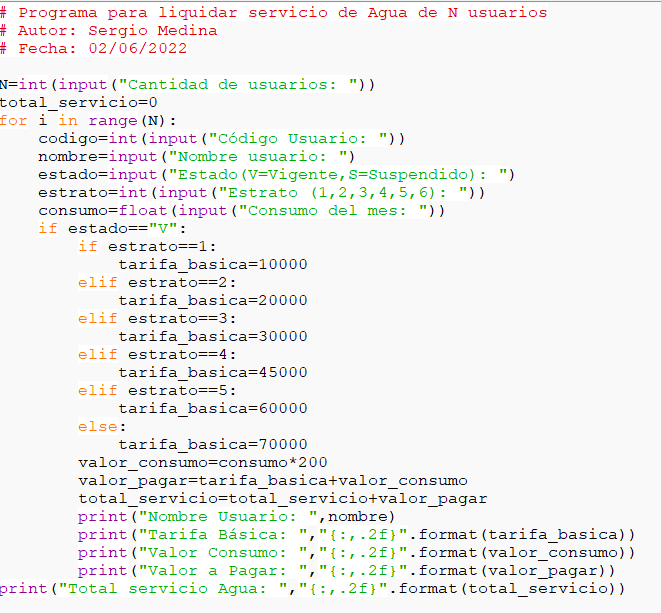 # Programa para liquidar servicio de Agua de N usuarios
# Autor: Sergio Medina
# Fecha: 02/06/2022

N=int(input("Cantidad de usuarios: "))
total_servicio=0
for i in range(N):
    codigo=int(input("Código Usuario: "))
    nombre=input("Nombre usuario: ")
    estado=input("Estado(V=Vigente,S=Suspendido): ")
    estrato=int(input("Estrato (1,2,3,4,5,6): "))
    consumo=float(input("Consumo del mes: "))
    if estado=="V":
        if estrato==1:
            tarifa_basica=10000
        elif estrato==2:
            tarifa_basica=20000
        elif estrato==3:
            tarifa_basica=30000
        elif estrato==4:
            tarifa_basica=45000
        elif estrato==5:
            tarifa_basica=60000
        else:
            tarifa_basica=70000
        valor_consumo=consumo*200
        valor_pagar=tarifa_basica+valor_consumo
        total_servicio=total_servicio+valor_pagar
        print("Nombre Usuario: ",nombre)
        print("Tarifa Básica: ","{:,.2f}".format(tarifa_basica))
        print("Valor Consumo: ","{:,.2f}".format(valor_consumo))
        print("Valor a Pagar: ","{:,.2f}".format(valor_pagar))
print("Total servicio Agua: ","{:,.2f}".format(total_servicio))